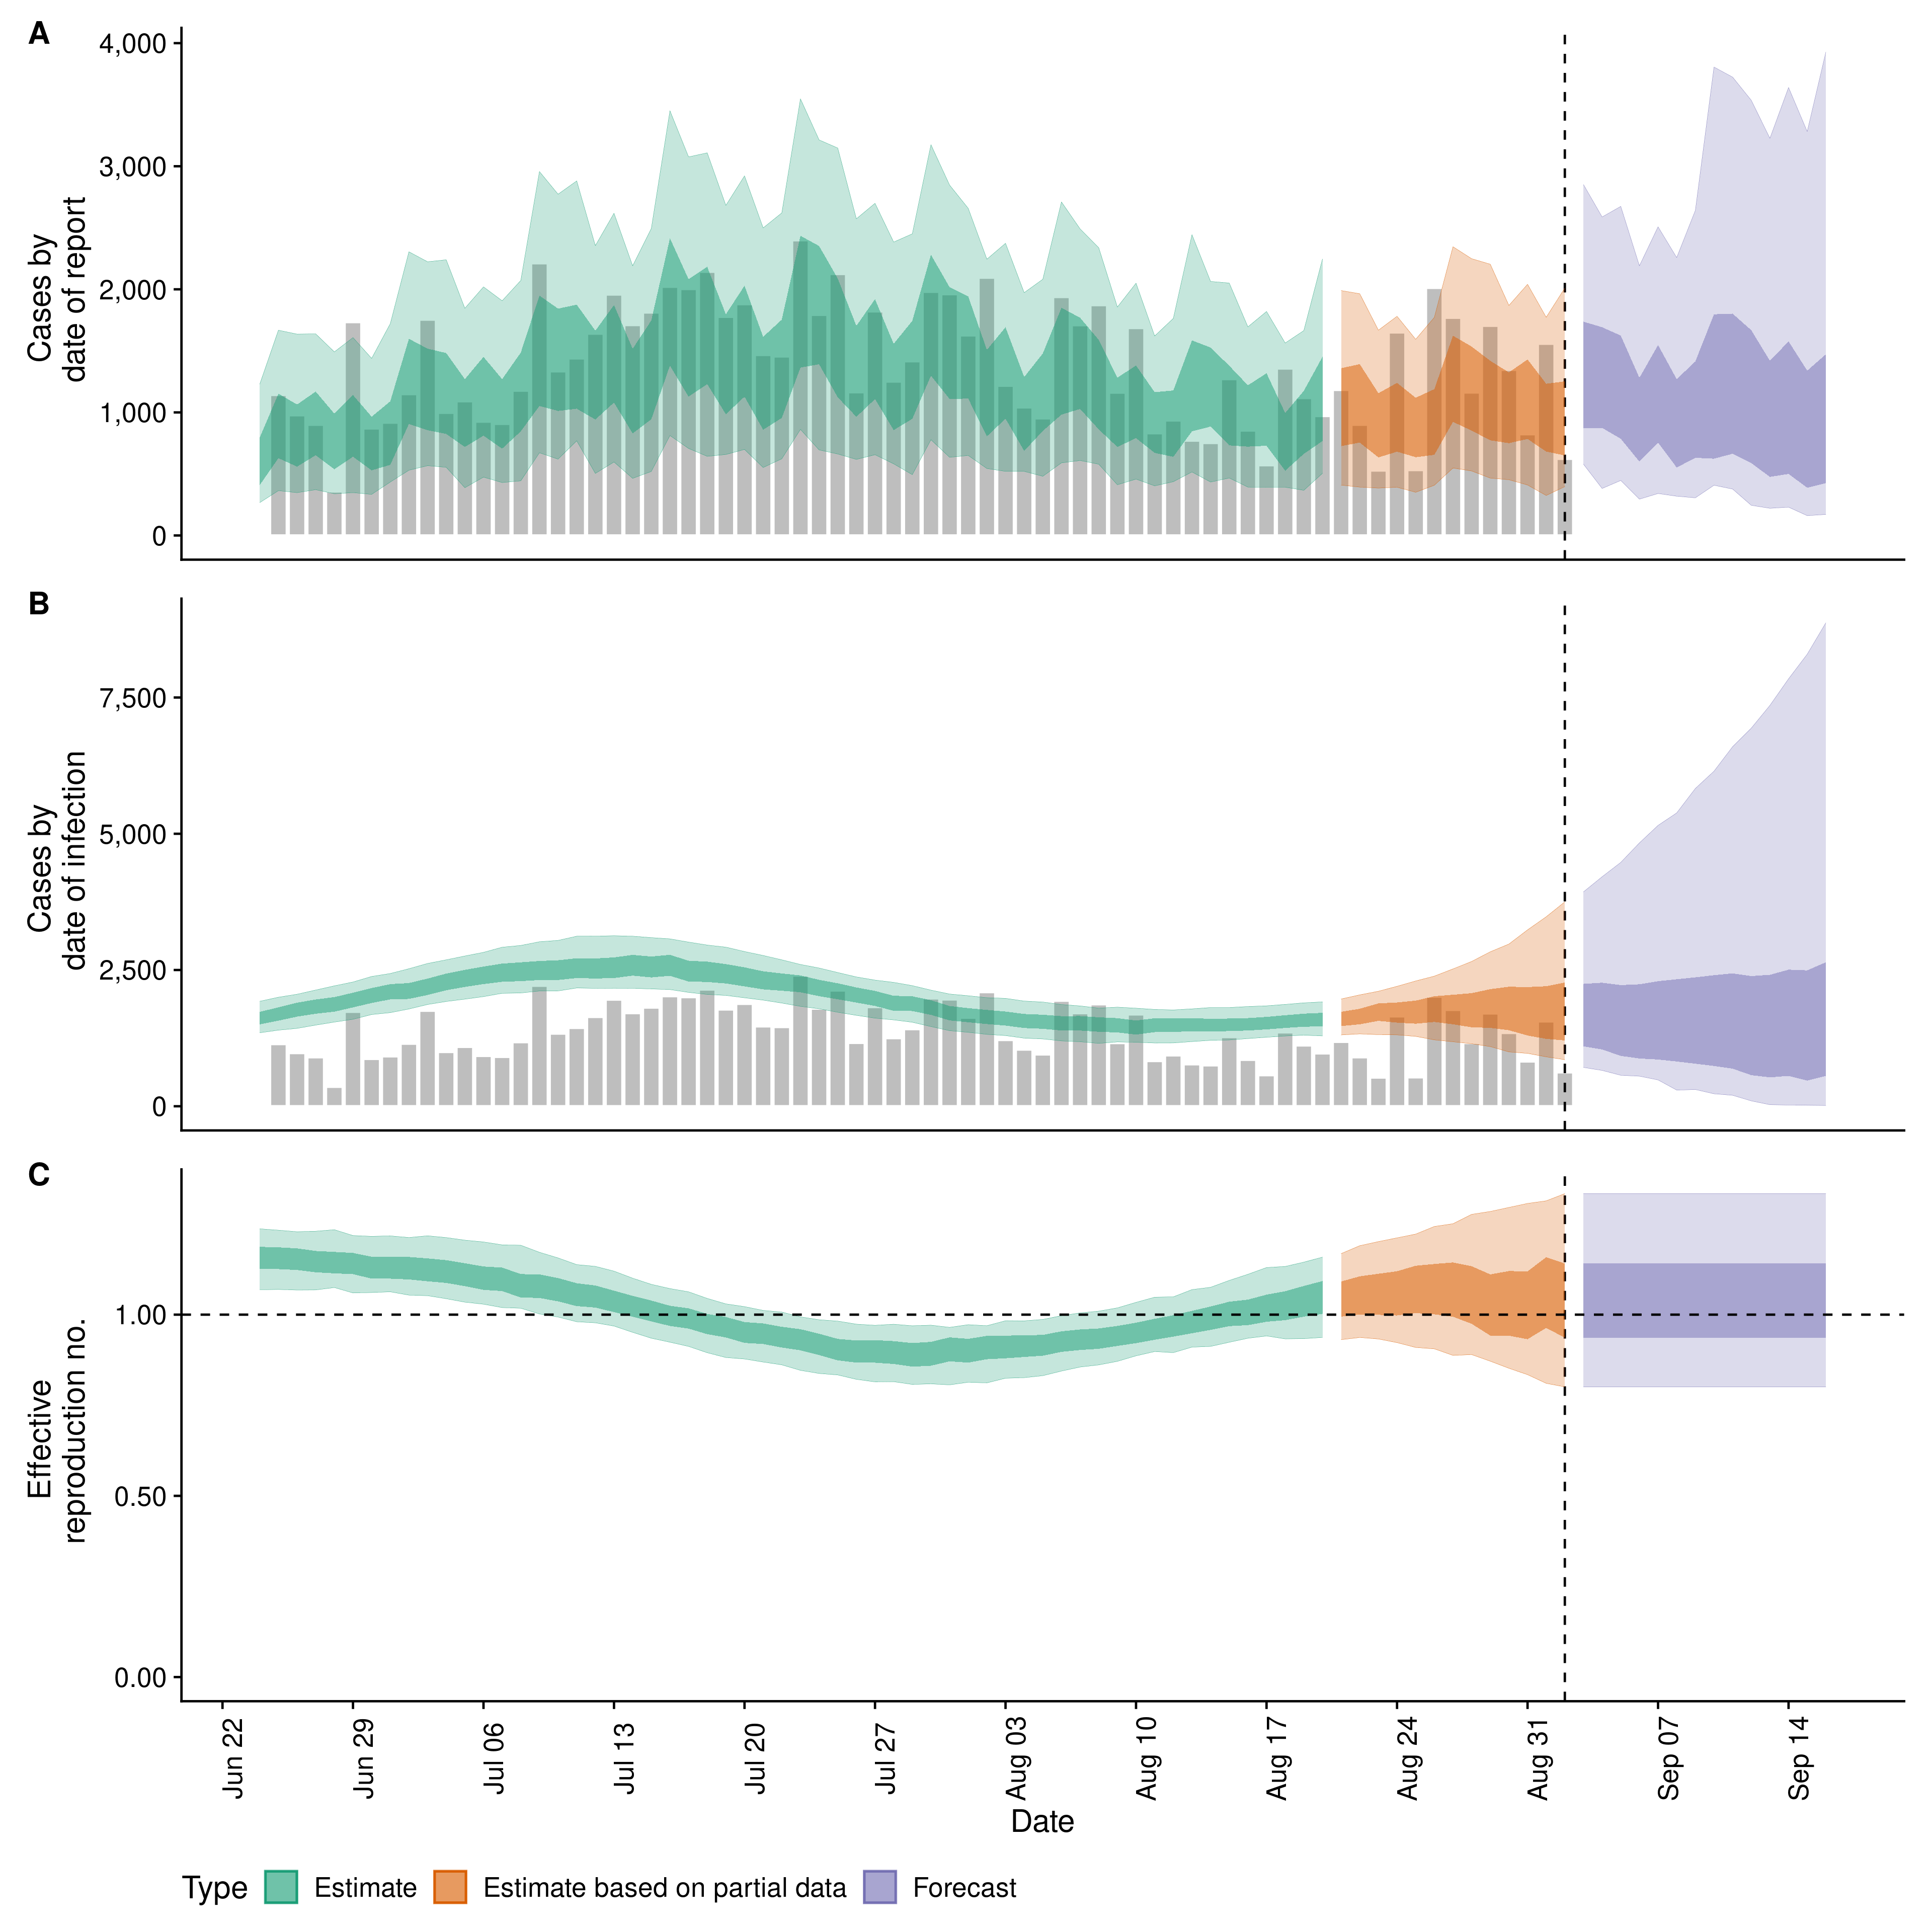 A
4,000
3,000
2,000
1,000
0
Cases by
date of report
B
7,500
5,000
2,500
0
Cases by
date of infection
C
1.00
0.50
0.00
Effective
reproduction no.
Jun 22
Jun 29
Jul 06
Jul 13
Jul 20
Jul 27
Aug 03
Aug 10
Aug 17
Aug 24
Aug 31
Sep 07
Sep 14
Date
Type Estimate Estimate based on partial data Forecast